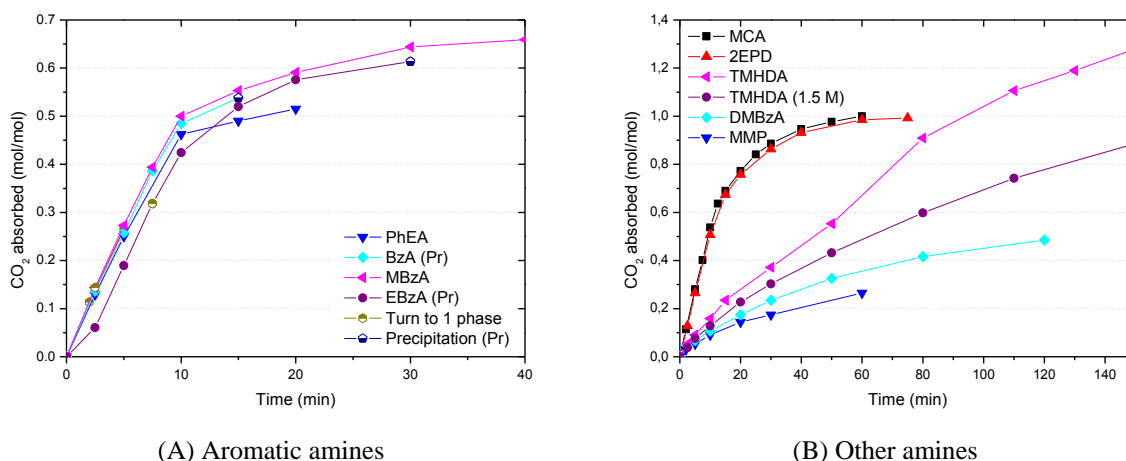 0.7
0.6
0.5
0.4
0.3
0.2
0.1
0.0
CO₂ absorbed (mol/mol)
0
10
20
30
40
Time (min)
PhEA
BzA (Pr)
MBzA
EBzA (Pr)
Turn to 1 phase
Precipitation (Pr)
(A) Aromatic amines
1,4
1,2
1,0
0,8
0,6
0,4
0,2
0,0
CO₂ absorbed (mol/mol)
MCA
2EPD
TMHDA
TMHDA (1.5 M)
DMBzA
MMP
0
20
40
60
80
100
120
140
Time (min)
(B) Other amines